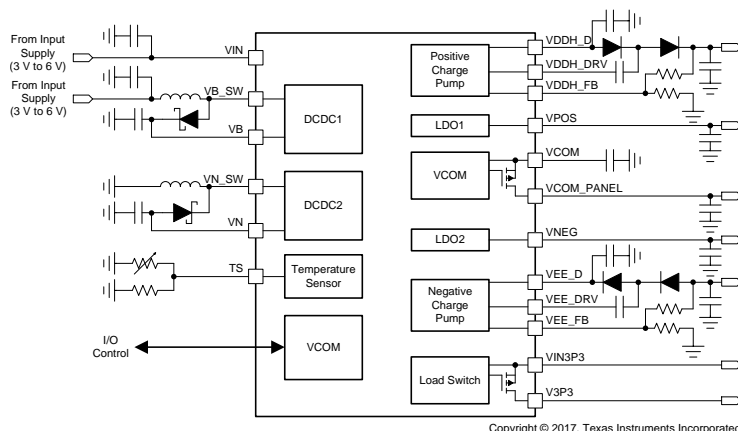 From Input
Supply
(3 V to 6 V)
VIN
From Input
Supply
(3 V to 6 V)
VB_SW
VB
DCDC1
VN_SW
VN
DCDC2
TS
Temperature
Sensor
I/O
Control
VCOM
Positive
Charge
Pump
VDDH_D
VDDH_DRV
VDDH_FB
LDO1
VPOS
VCOM
VCOM
VCOM_PANEL
LDO2
VNEG
Negative
Charge
Pump
VEE_D
VEE_DRV
VEE_FB
Load Switch
VIN3P3
V3P3
Copyright © 2017, Texas Instruments Incorporated